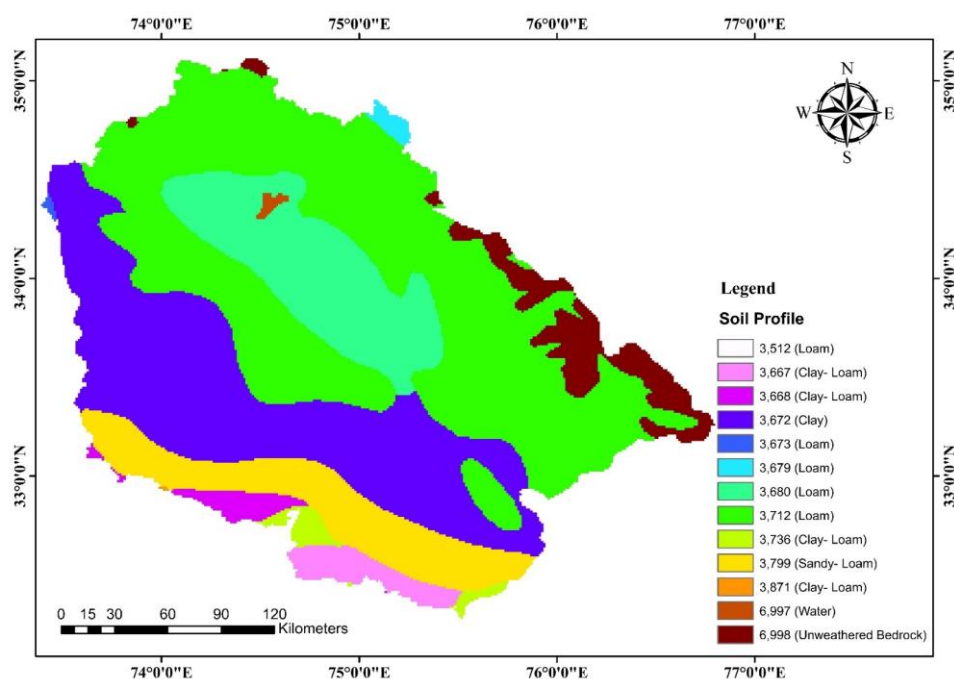 74°0'0"E 75°0'0"E 76°0'0"E 77°0'0"E
35°0'0"N
34°0'0"N
33°0'0"N
35°0'0"N
34°0'0"N
33°0'0"N
N
W E
S
Legend
Soil Profile
3,512 (Loam)
3,667 (Clay- Loam)
3,668 (Clay- Loam)
3,672 (Clay)
3,673 (Loam)
3,679 (Loam)
3,680 (Loam)
3,712 (Loam)
3,736 (Clay- Loam)
3,799 (Sandy- Loam)
3,871 (Clay- Loam)
6,997 (Water)
6,998 (Unweathered Bedrock)
0 15 30 60 90 120
Kilometers
74°0'0"E 75°0'0"E 76°0'0"E 77°0'0"E